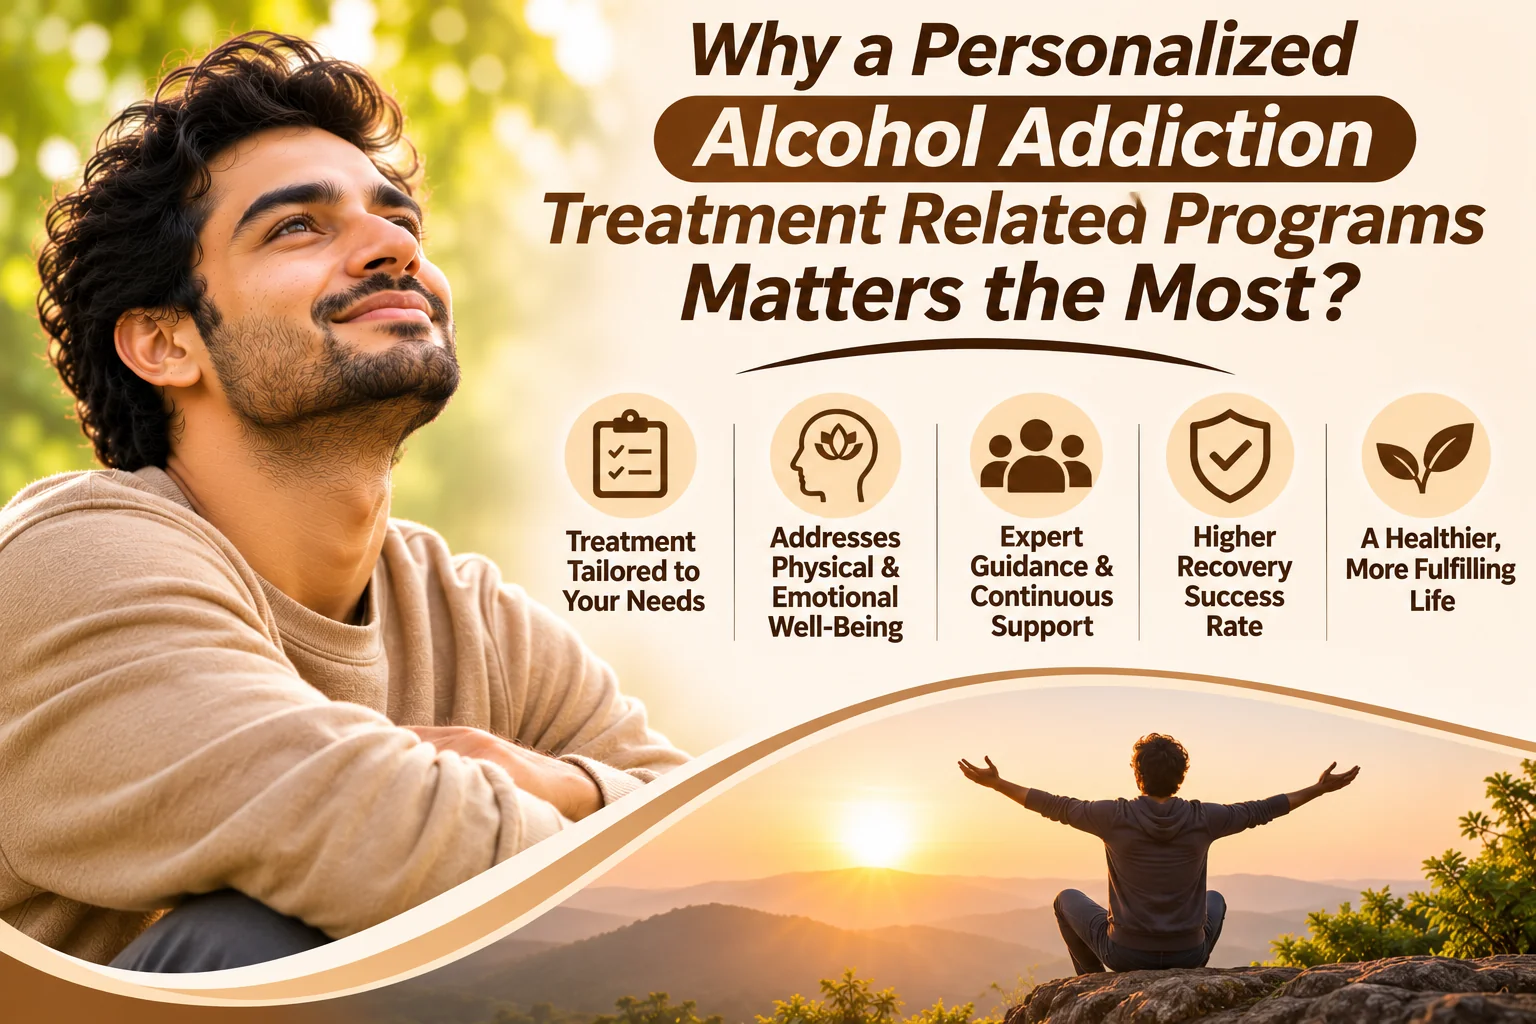 Why a Personalized
Alcohol Addiction
Treatment Related Programs
Matters the Most?
Treatment
Tailored to
Your Needs
Addresses
Physical &
Emotional
Well-Being
Expert
Guidance &
Continuous
Support
Higher
Recovery
Success
Rate
A Healthier,
More Fulfilling
Life